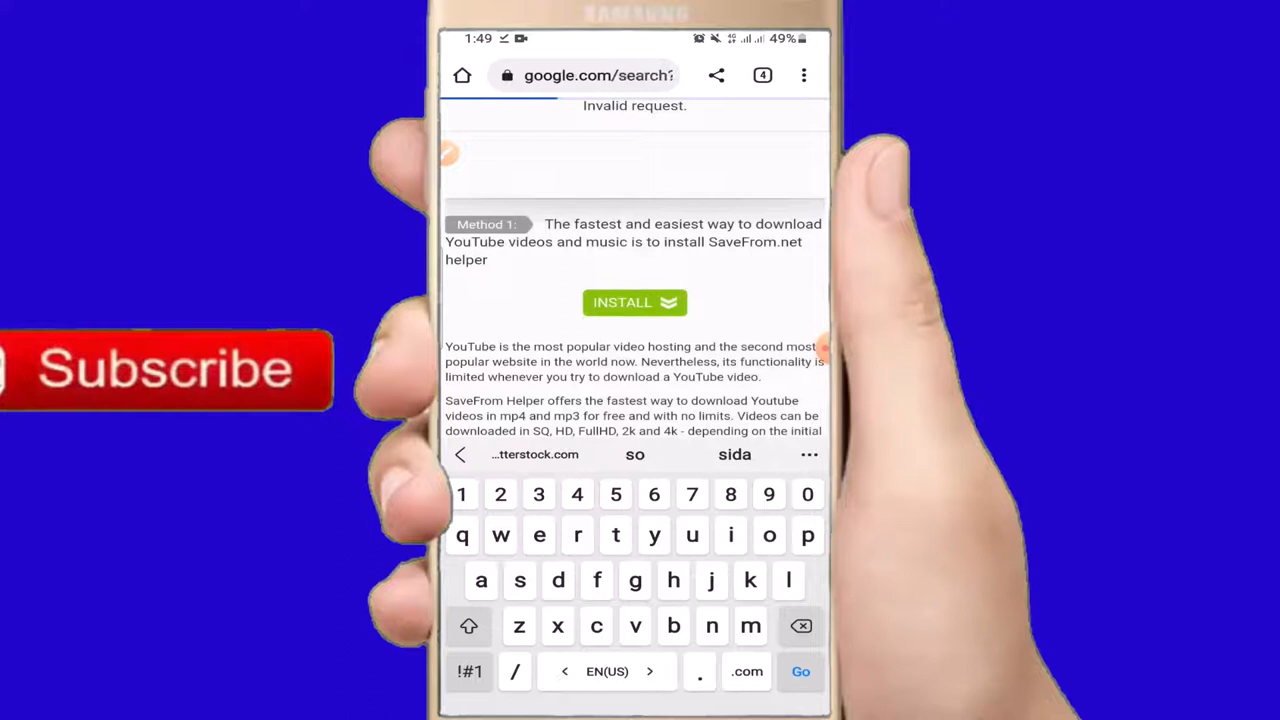 SAMSUNG
1:49
4G
49%
google.com/search?
4
Invalid request.
Method 1: The fastest and easiest way to download
YouTube videos and music is to install SaveFrom.net
helper
INSTALL
YouTube is the most popular video hosting and the second most
popular website in the world now. Nevertheless, its functionality is
limited whenever you try to download a YouTube video.
SaveFrom Helper offers the fastest way to download Youtube
videos in mp4 and mp3 for free and with no limits. Videos can be
downloaded in SQ, HD, FullHD, 2k and 4k - depending on the initial
Subscribe
...tterstock.com so sida
1 2 3 4 5 6 7 8 9 0
q w e r t y u i o p
a s d f g h j k l
z x c v b n m
!#1 / < EN(US) > . .com Go